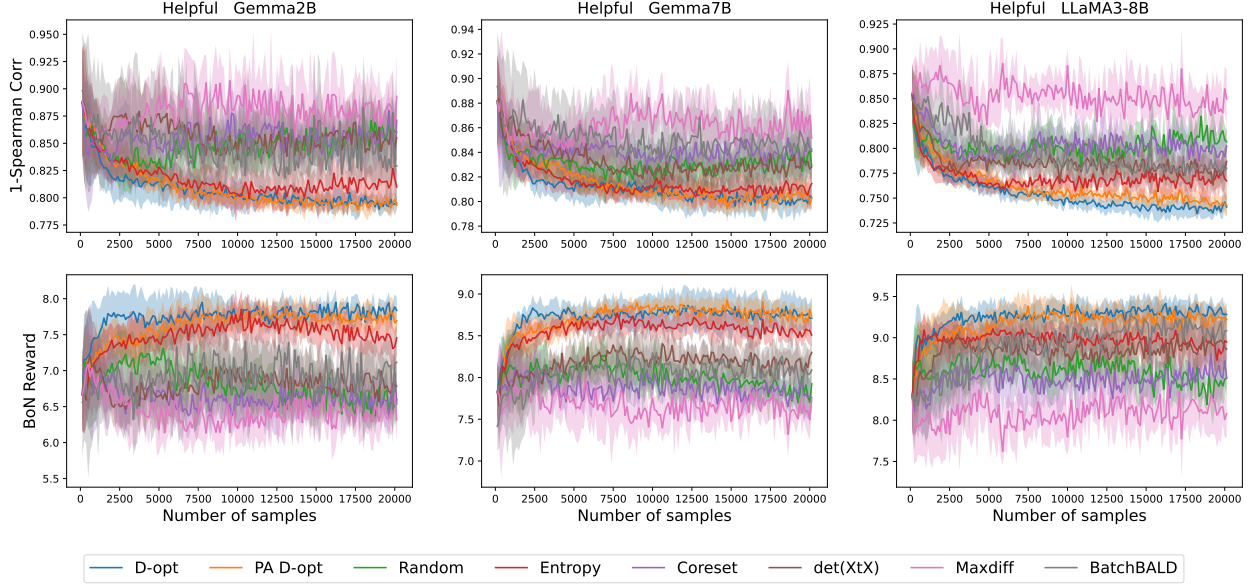 Helpful Gemma2B
Helpful Gemma7B
Helpful LLaMA3-8B
1-Spearman Corr
0.950
0.925
0.900
0.875
0.850
0.825
0.800
0.775
0 2500 5000 7500 10000 12500 15000 17500 20000
0.94
0.92
0.90
0.88
0.86
0.84
0.82
0.80
0.78
0 2500 5000 7500 10000 12500 15000 17500 20000
0.925
0.900
0.875
0.850
0.825
0.800
0.775
0.750
0.725
0 2500 5000 7500 10000 12500 15000 17500 20000
BoN Reward
8.0
7.5
7.0
6.5
6.0
5.5
0 2500 5000 7500 10000 12500 15000 17500 20000
Number of samples
9.0
8.5
8.0
7.5
7.0
0 2500 5000 7500 10000 12500 15000 17500 20000
Number of samples
9.5
9.0
8.5
8.0
7.5
0 2500 5000 7500 10000 12500 15000 17500 20000
Number of samples
D-opt PA D-opt Random Entropy Coreset det(XtX) Maxdiff BatchBALD